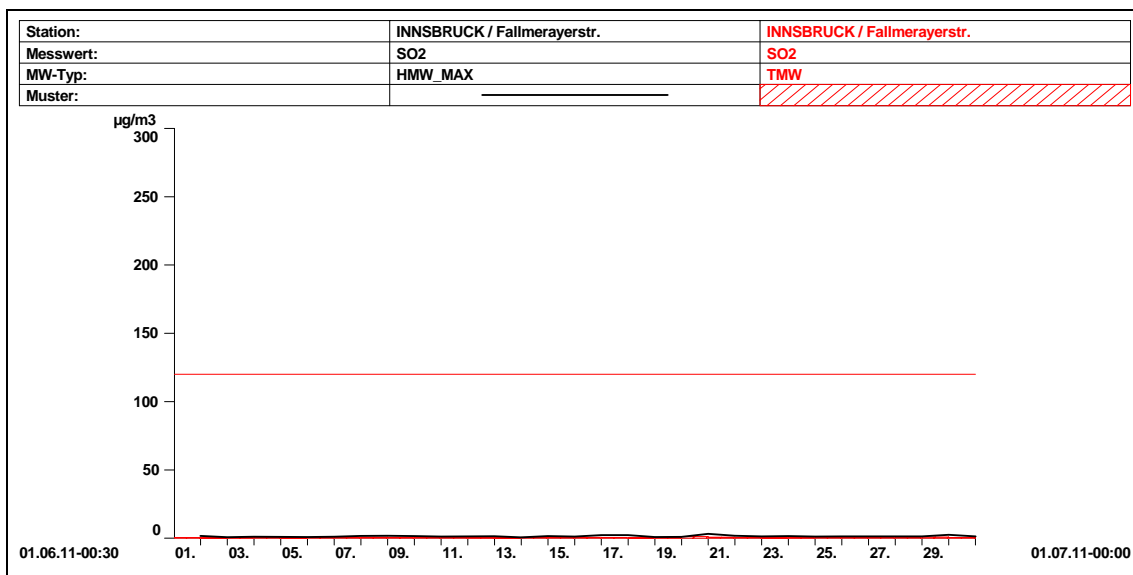 Station: INNSBRUCK / Fallmerayerstr. INNSBRUCK / Fallmerayerstr.
Messwert: SO2 SO2
MW-Typ: HMW_MAX TMW
Muster:
µg/m3
300
250
200
150
100
50
0
01.06.11-00:30 01. 03. 05. 07. 09. 11. 13. 15. 17. 19. 21. 23. 25. 27. 29. 01.07.11-00:00